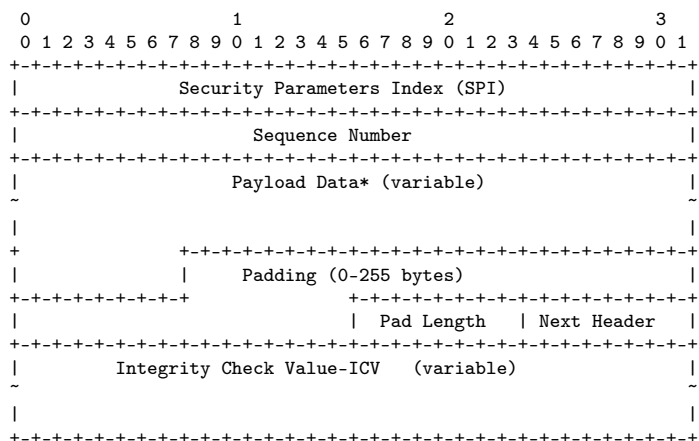 0                   1                   2                   3
 0 1 2 3 4 5 6 7 8 9 0 1 2 3 4 5 6 7 8 9 0 1 2 3 4 5 6 7 8 9 0 1
+-+-+-+-+-+-+-+-+-+-+-+-+-+-+-+-+-+-+-+-+-+-+-+-+-+-+-+-+-+-+-+-+
|               Security Parameters Index (SPI)                 |
+-+-+-+-+-+-+-+-+-+-+-+-+-+-+-+-+-+-+-+-+-+-+-+-+-+-+-+-+-+-+-+-+
|                      Sequence Number                          |
+-+-+-+-+-+-+-+-+-+-+-+-+-+-+-+-+-+-+-+-+-+-+-+-+-+-+-+-+-+-+-+-+
|                    Payload Data* (variable)                   |
~                                                               ~
|                                                               |
+               +-+-+-+-+-+-+-+-+-+-+-+-+-+-+-+-+-+-+-+-+-+-+-+-+
|               |     Padding (0-255 bytes)                     |
+-+-+-+-+-+-+-+-+               +-+-+-+-+-+-+-+-+-+-+-+-+-+-+-+-+
|                               |  Pad Length   | Next Header   |
+-+-+-+-+-+-+-+-+-+-+-+-+-+-+-+-+-+-+-+-+-+-+-+-+-+-+-+-+-+-+-+-+
|         Integrity Check Value-ICV   (variable)                |
~                                                               ~
|                                                               |
+-+-+-+-+-+-+-+-+-+-+-+-+-+-+-+-+-+-+-+-+-+-+-+-+-+-+-+-+-+-+-+-+